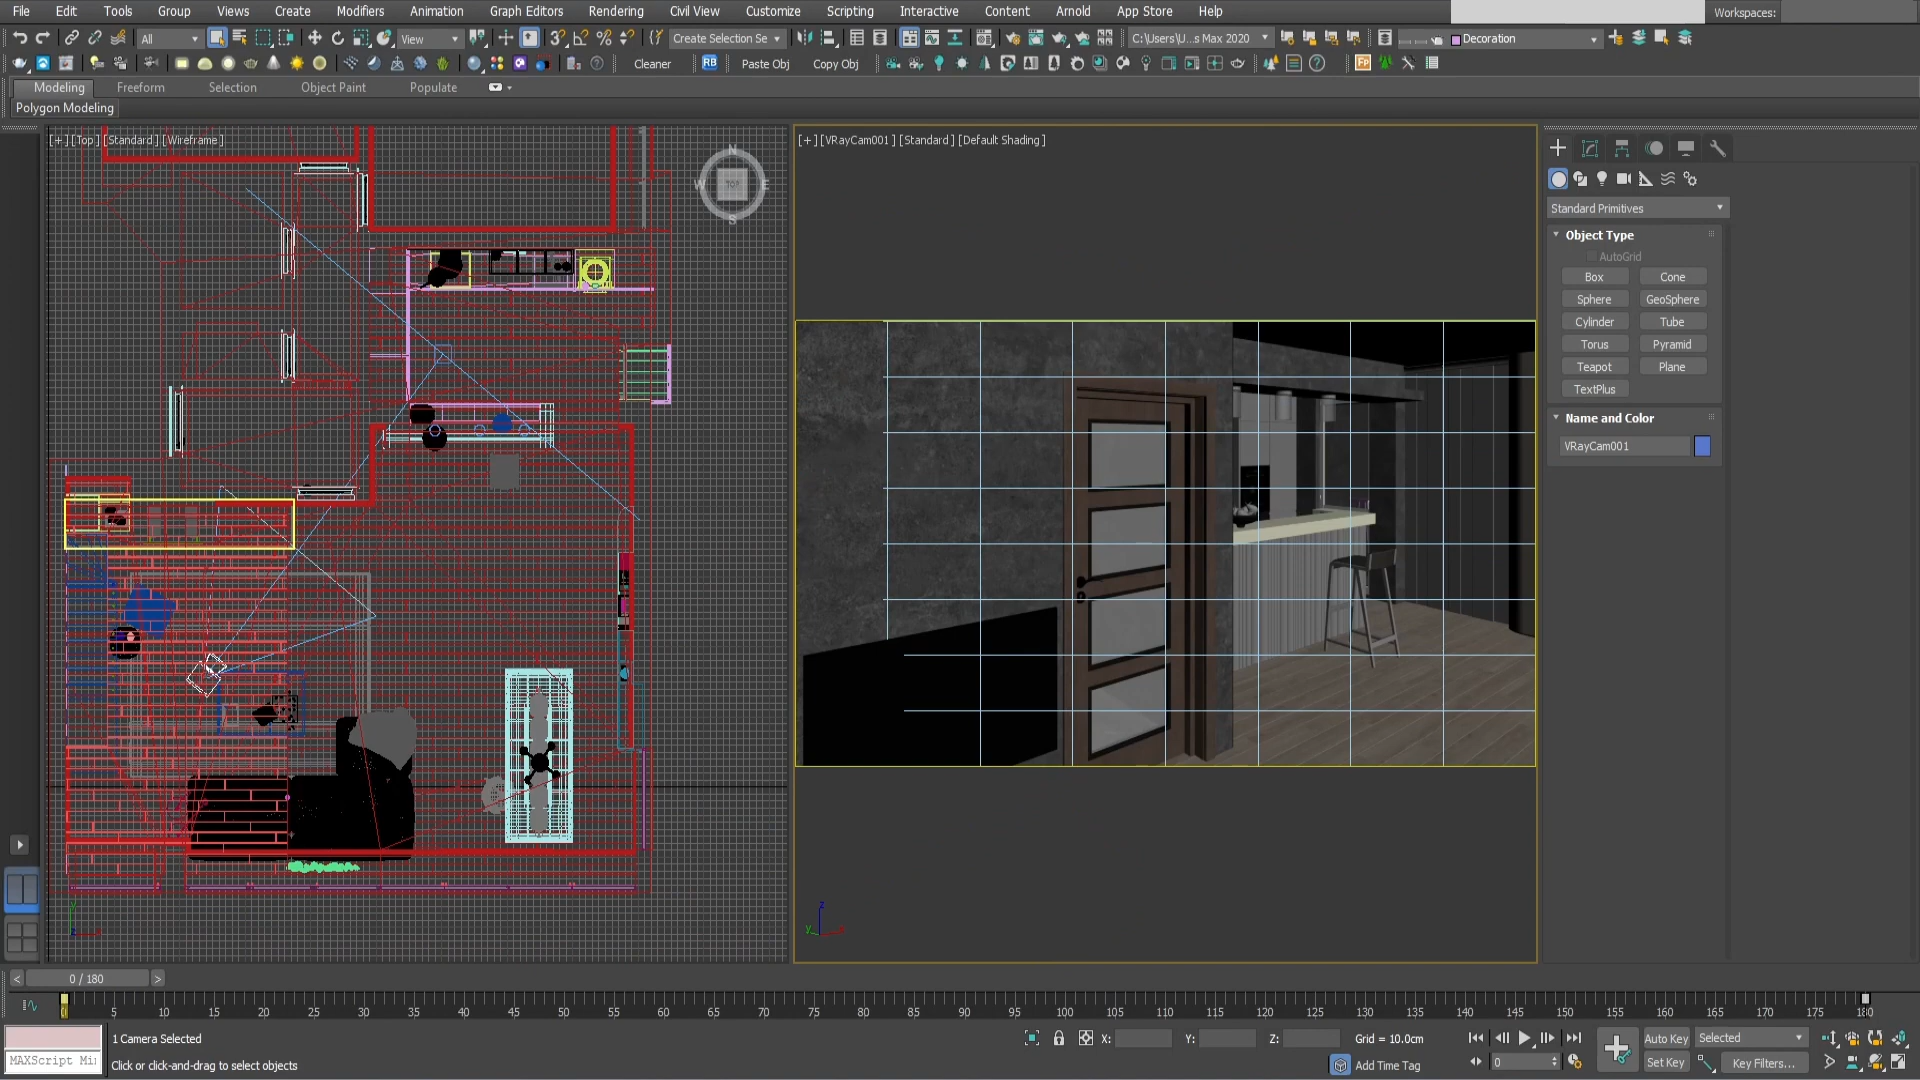 File Edit Tools Group Views Create Modifiers Animation Graph Editors Rendering Civil View Customize Scripting Interactive Content Arnold App Store Help Workspaces:
All View Create Selection Se C:\Users\U...s Max 2020 Decoration
Cleaner RB Paste Obj Copy Obj Fp
Modeling Freeform Selection Object Paint Populate
Polygon Modeling
[+] [Top] [Standard] [Wireframe]
[+] [VRayCam001] [Standard] [Default Shading]
N
W TOP E
S
Standard Primitives
Object Type
AutoGrid
Box Cone
Sphere GeoSphere
Cylinder Tube
Torus Pyramid
Teapot Plane
TextPlus
Name and Color
VRayCam001
y
z x
z
y x
< 0 / 180 >
0 5 10 15 20 25 30 35 40 45 50 55 60 65 70 75 80 85 90 95 100 105 110 115 120 125 130 135 140 145 150 155 160 165 170 175 180
1 Camera Selected X: Y: Z: Grid = 10.0cm Auto Key Selected
MAXScript Mi Click or click-and-drag to select objects Add Time Tag 0 Set Key Key Filters...